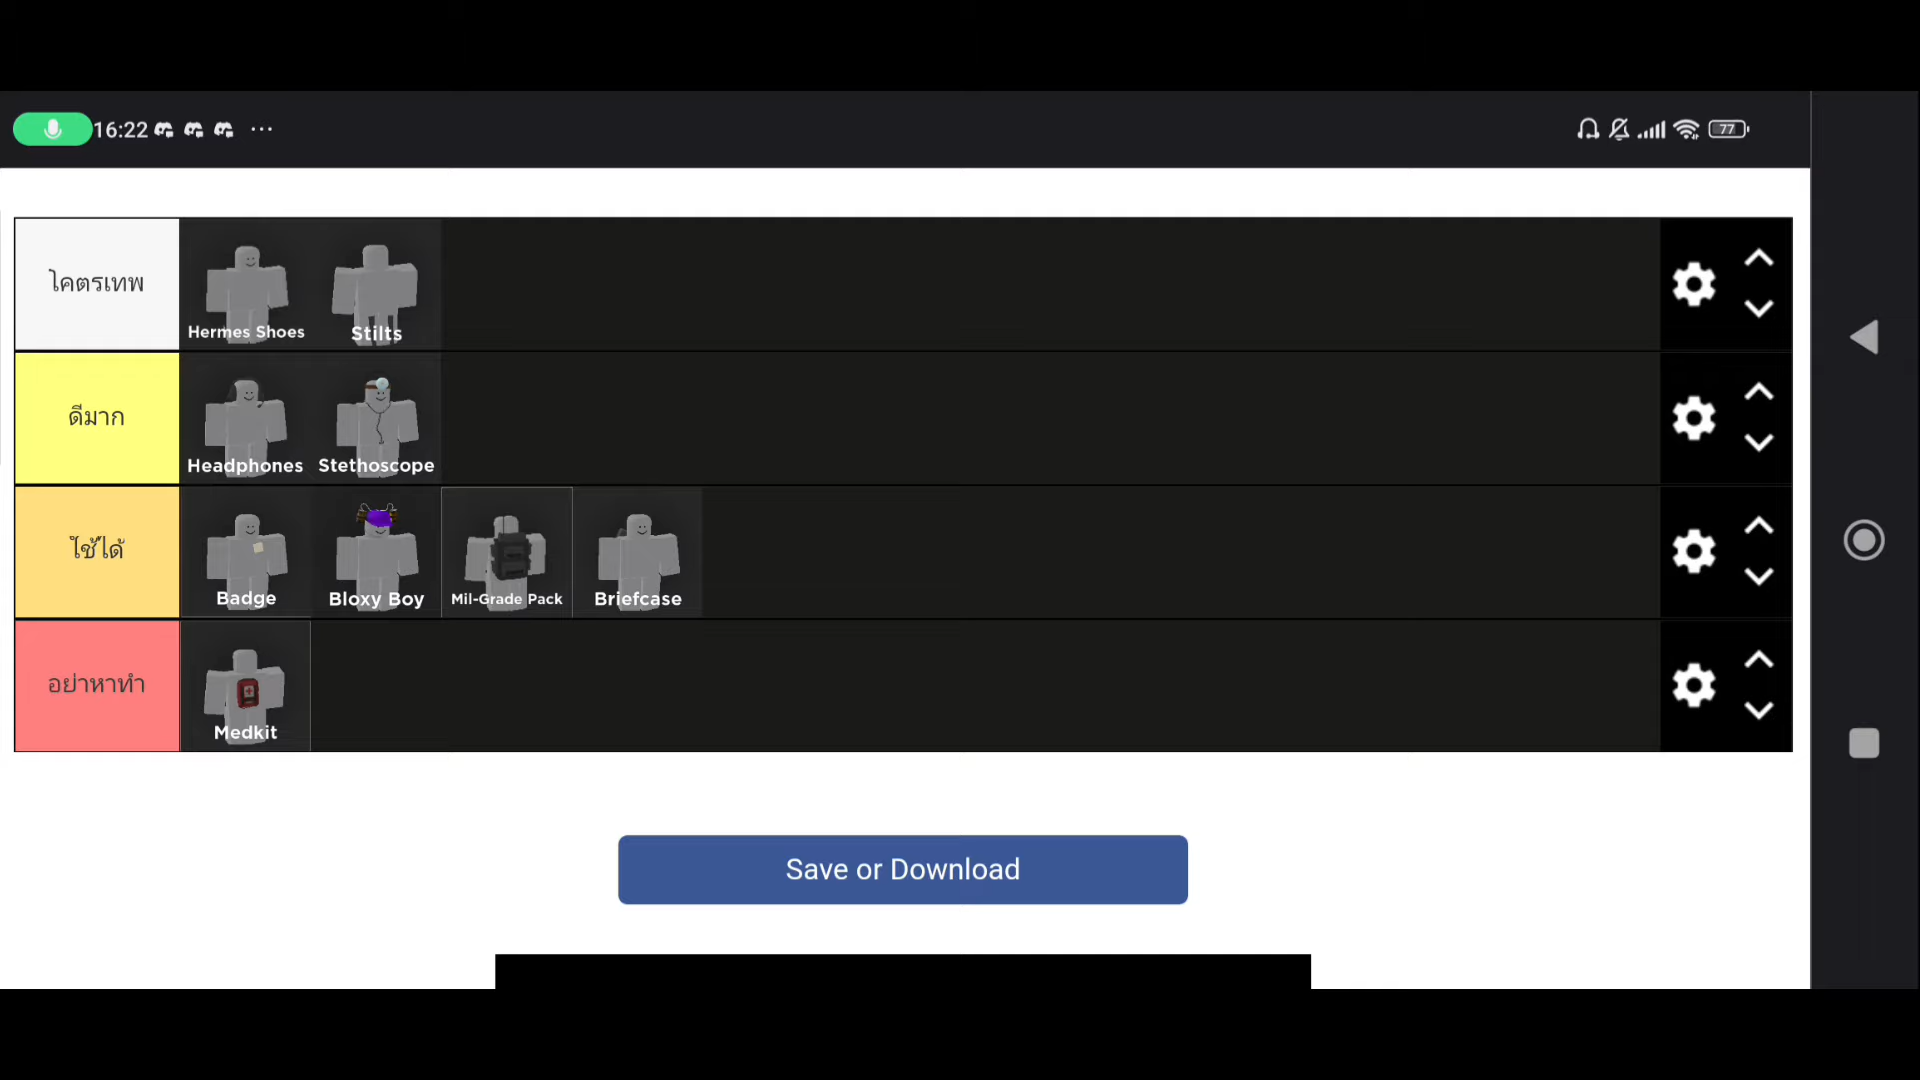 16:22
77
โคตรเทพ
Hermes Shoes
Stilts
ดีมาก
Headphones
Stethoscope
ใช้ได้
Badge
Bloxy Boy
Mil-Grade Pack
Briefcase
อย่าหาทำ
Medkit
Save or Download